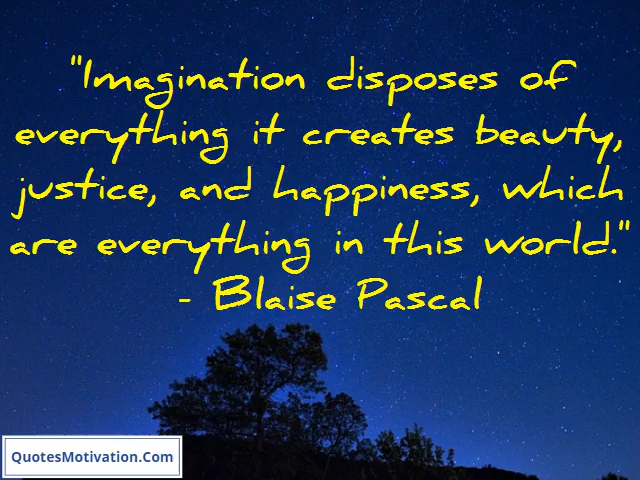 "Imagination disposes of
everything it creates beauty,
justice, and happiness, which
are everything in this world."
- Blaise Pascal
QuotesMotivation.Com